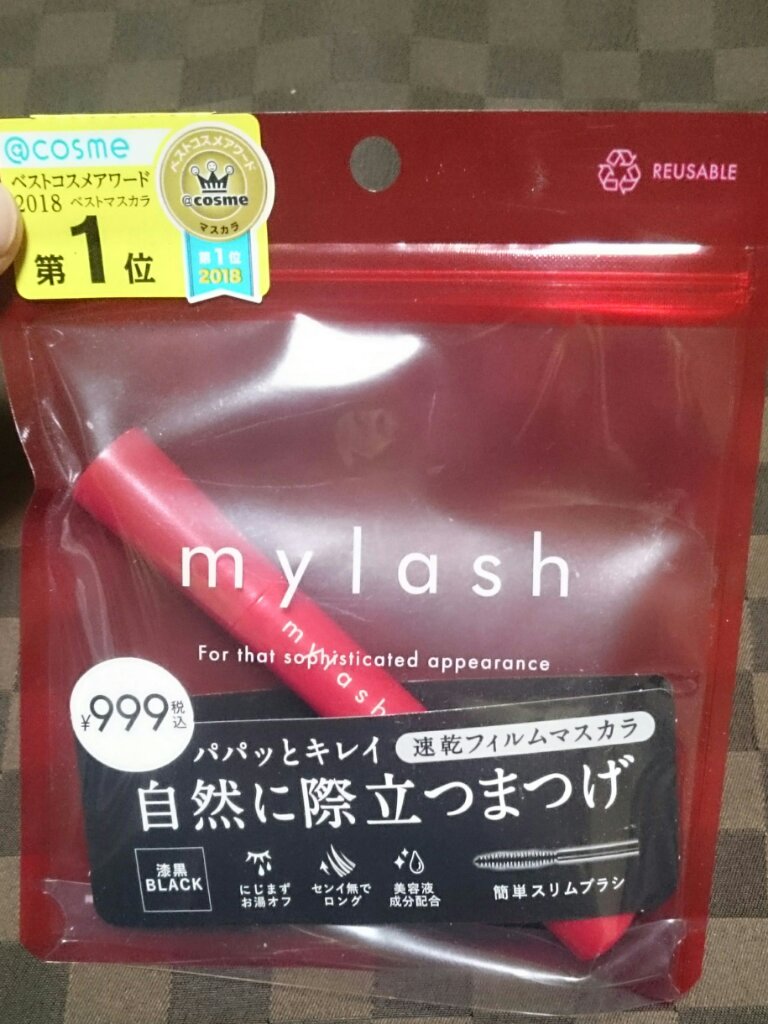 @cosme
ベストコスメアワード
2018 ベストマスカラ
第1位
ベストコスメアワード
@cosme
マスカラ
第1位
2018
REUSABLE
mylash
mylash
For that sophisticated appearance
¥999税込
パパッとキレイ 速乾フィルムマスカラ
自然に際立つまつげ
漆黒
BLACK
にじまず
お湯オフ
センイ無で
ロング
美容液
成分配合
簡単スリムブラシ